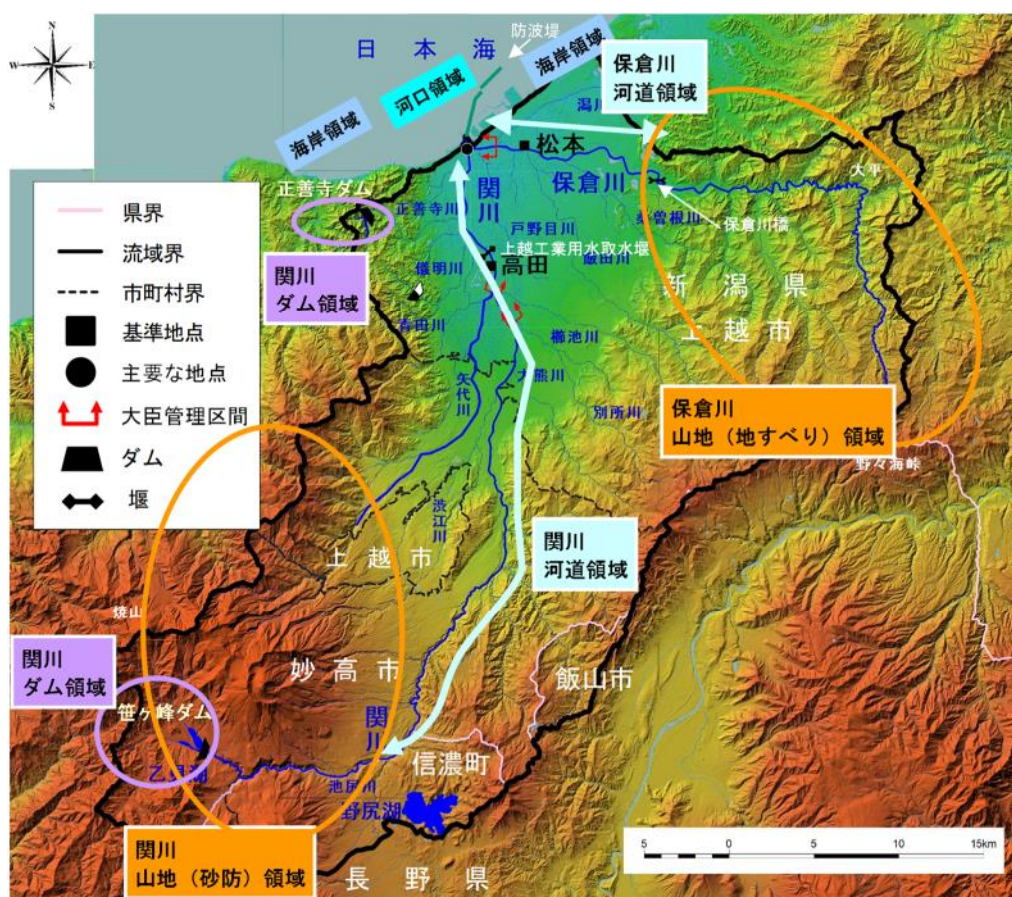 日本海
防波堤
海岸領域
河口領域
海岸領域
保倉川
河道領域
潟川
松本
保倉川
大平
桑曽根川
保倉川橋
正善寺ダム
正善寺川
関川
戸野目川
上越工業用水取水堰
飯田川
高田
儀明川
青田川
関川
ダム領域
新潟県
上越市
櫛池川
大熊川
矢代川
別所川
保倉川
山地（地すべり）領域
野々海峠
渋江川
上越市
関川
河道領域
焼山
妙高市
飯山市
関川
ダム領域
笹ヶ峰ダム
関川
信濃町
池尻川
野尻湖
関川
山地（砂防）領域
長野県
県界
流域界
市町村界
基準地点
主要な地点
大臣管理区間
ダム
堰
N
W
E
S
5 0 5 10 15km